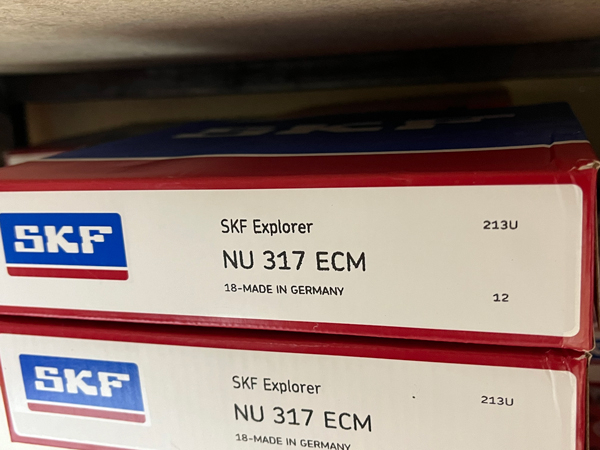 SKF
SKF
SKF Explorer
213U
NU 317 ECM
18-MADE IN GERMANY
12
SKF
SKF Explorer
213U
NU 317 ECM
18-MADE IN GERMANY